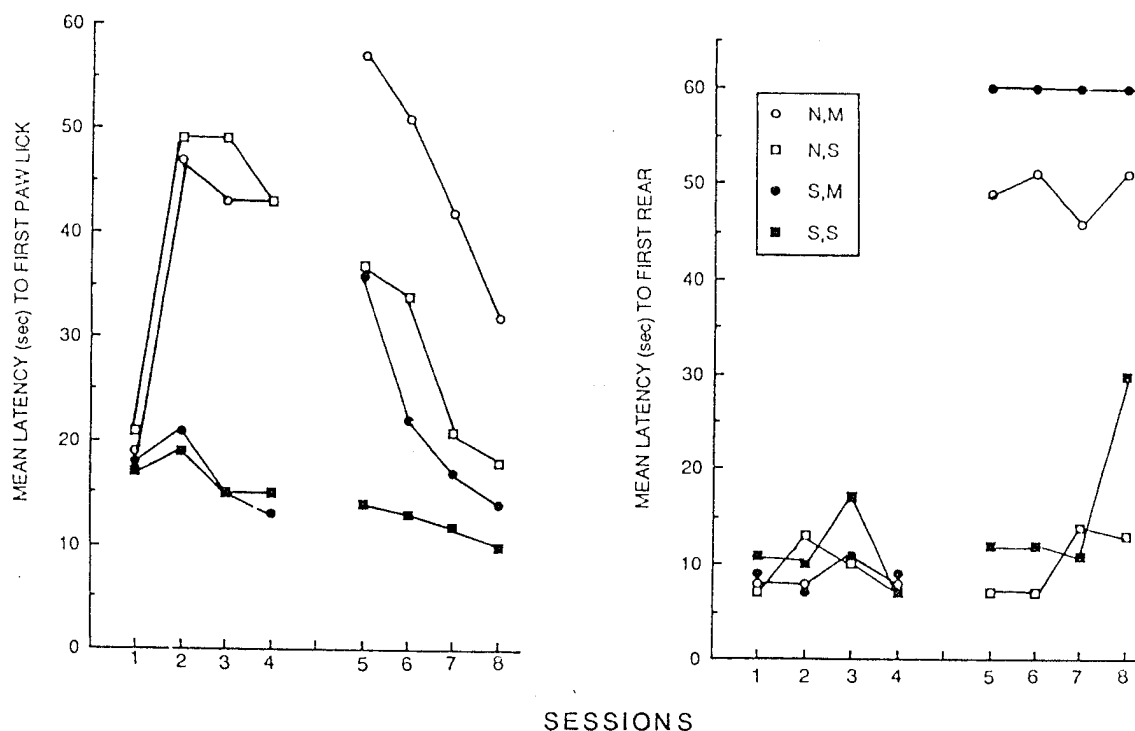 MEAN LATENCY (sec) TO FIRST PAW LICK
60
50
40
30
20
10
0
1 2 3 4 5 6 7 8
MEAN LATENCY (sec) TO FIRST REAR
60
50
40
30
20
10
0
N,M
N,S
S,M
S,S
1 2 3 4 5 6 7 8
SESSIONS